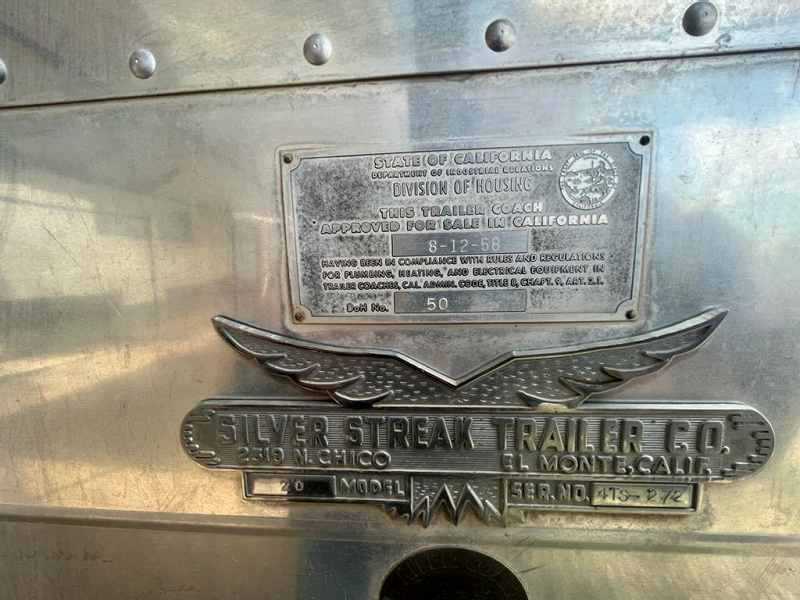 STATE OF CALIFORNIA
DEPARTMENT OF INDUSTRIAL RELATIONS
DIVISION OF HOUSING
THIS TRAILER COACH
APPROVED FOR SALE IN CALIFORNIA
8-12-58
HAVING BEEN IN COMPLIANCE WITH RULES AND REGULATIONS
FOR PLUMBING, HEATING, AND ELECTRICAL EQUIPMENT IN
TRAILER COACHES, CAL. ADMIN. CODE, TITLE 8, CHAPT. 9, ART. 2.1.
DoH No. 50
SILVER STREAK TRAILER CO.
2319 N. CHICO EL MONTE, CALIF.
20 MODEL SER. NO.